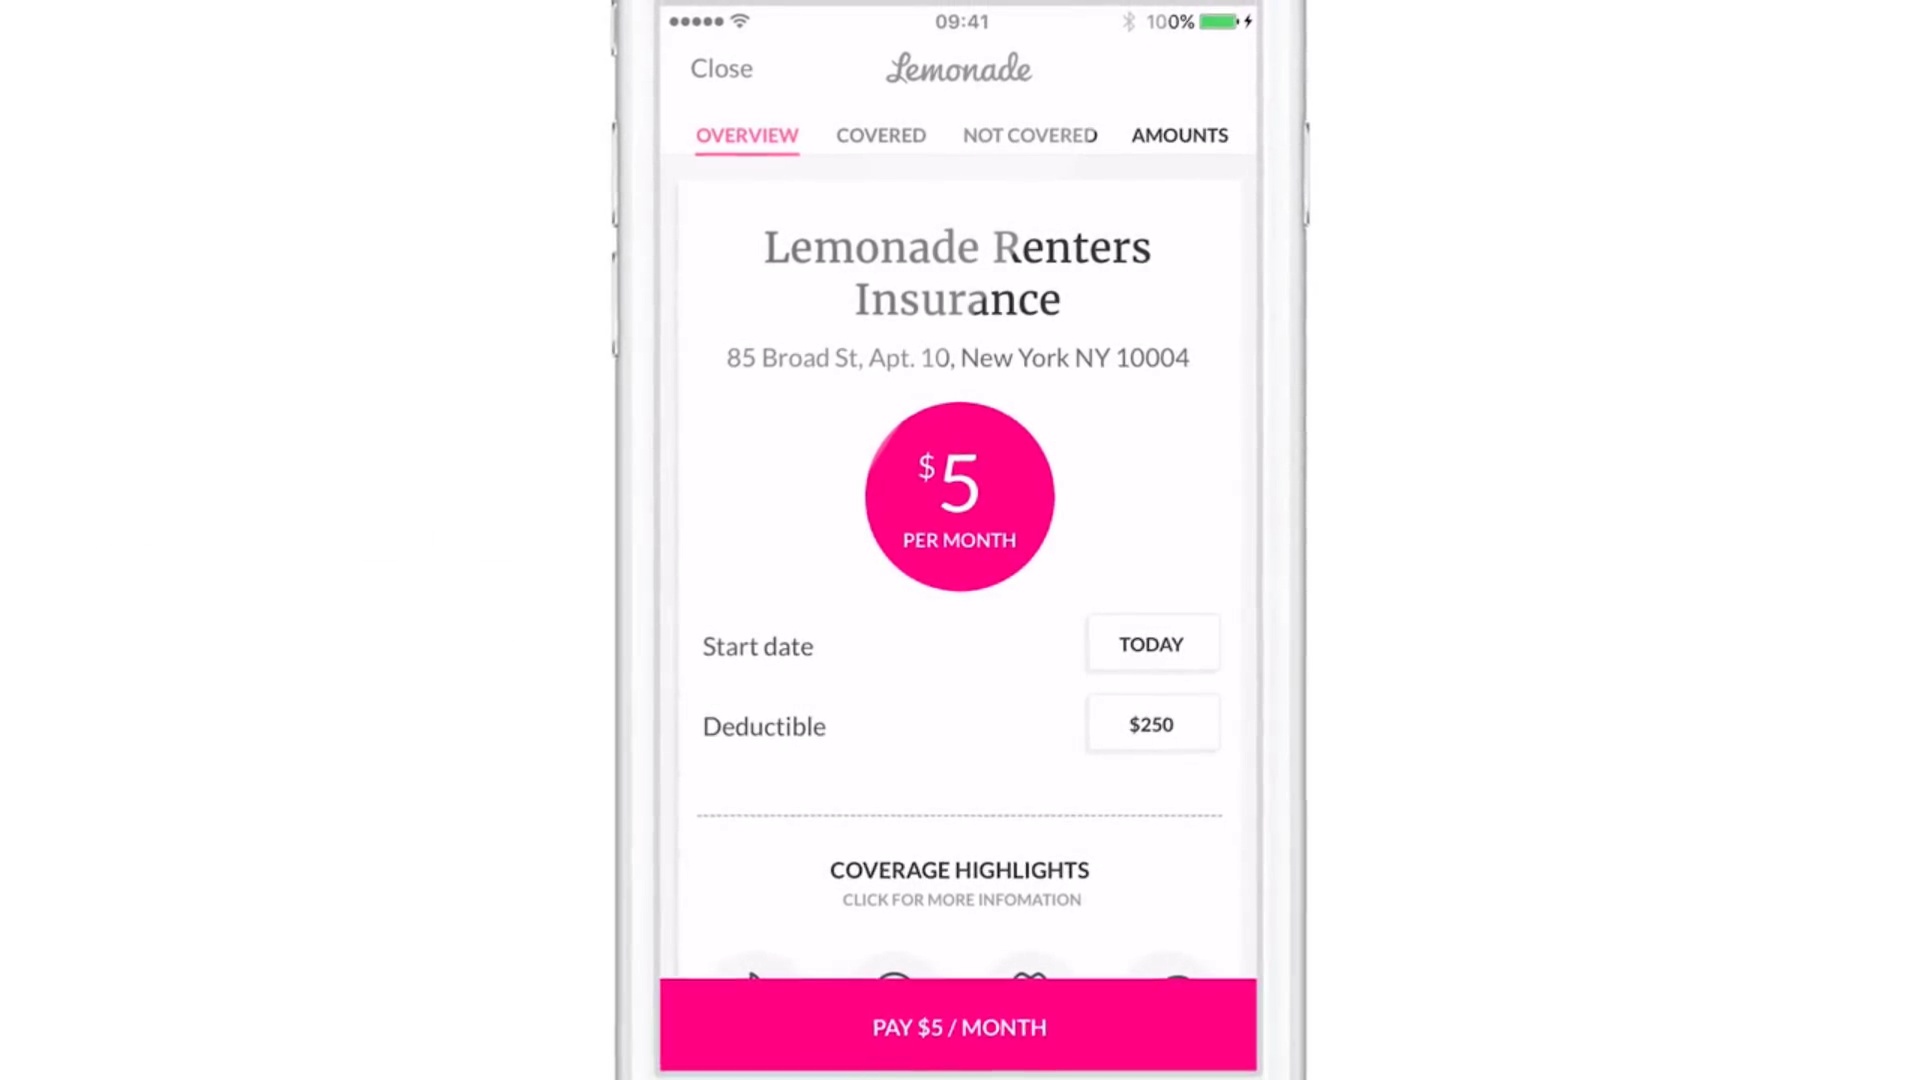 09:41
100%
Close
Lemonade
OVERVIEW
COVERED
NOT COVERED
AMOUNTS
Lemonade Renters
Insurance
85 Broad St, Apt. 10, New York NY 10004
$5
PER MONTH
Start date
TODAY
Deductible
$250
COVERAGE HIGHLIGHTS
CLICK FOR MORE INFOMATION
PAY $5 / MONTH